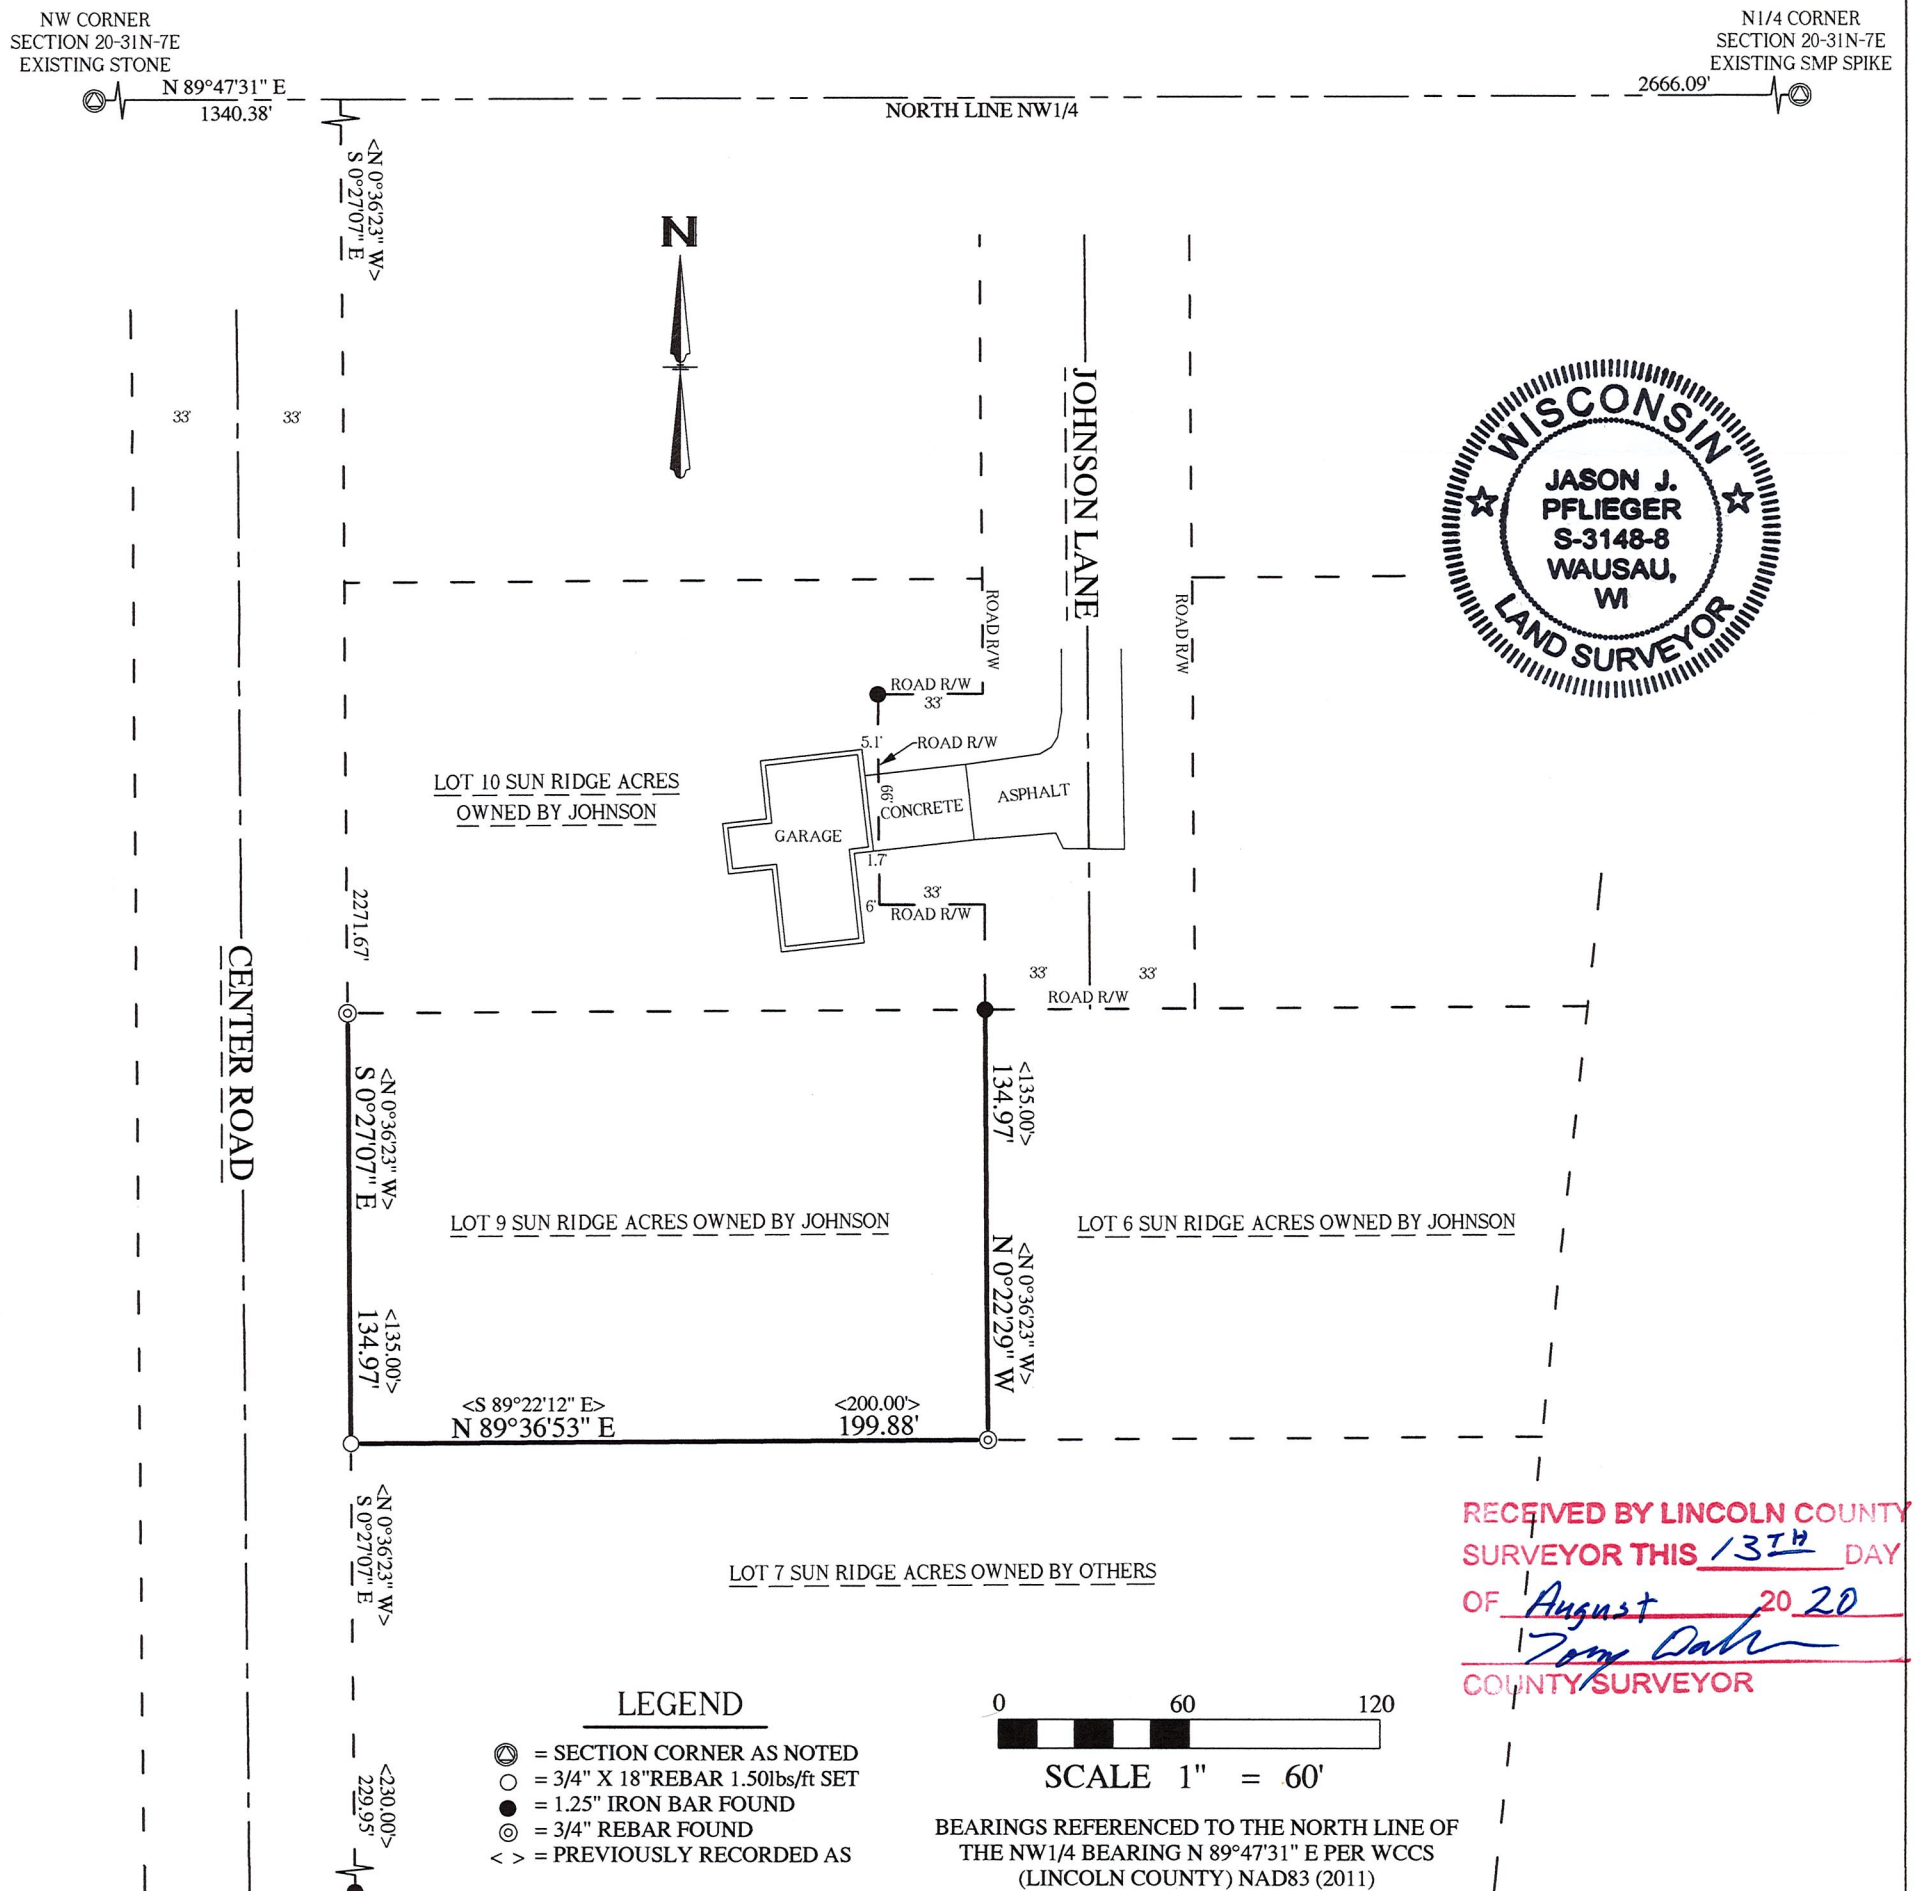 NW CORNER
SECTION 20-31N-7E
EXISTING STONE
N 89°47'31" E
1340.38'
NORTH LINE NW1/4
N1/4 CORNER
SECTION 20-31N-7E
EXISTING SMP SPIKE
2666.09'
<N 0°36'23" W>
S 0°27'07" E
N
33'
33'
JOHNSON LANE
WISCONSIN
JASON J.
PFLIEGER
S-3148-8
WAUSAU,
WI
LAND SURVEYOR
ROAD R/W
ROAD R/W
ROAD R/W
33'
5.1'
ROAD R/W
LOT 10 SUN RIDGE ACRES
OWNED BY JOHNSON
66'
CONCRETE
ASPHALT
GARAGE
1.7'
33'
6'
ROAD R/W
2271.67'
33'
33'
ROAD R/W
CENTER ROAD
<N 0°36'23" W>
S 0°27'07" E
<135.00'>
134.97'
<135.00'>
134.97'
<N 0°36'23" W>
N 0°22'29" W
LOT 9 SUN RIDGE ACRES OWNED BY JOHNSON
LOT 6 SUN RIDGE ACRES OWNED BY JOHNSON
<S 89°22'12" E>
N 89°36'53" E
<200.00'>
199.88'
<N 0°36'23" W>
S 0°27'07" E
LOT 7 SUN RIDGE ACRES OWNED BY OTHERS
RECEIVED BY LINCOLN COUNTY
SURVEYOR THIS 13TH DAY
OF August 20 20
COUNTY SURVEYOR
<230.00'>
229.95'
LEGEND
= SECTION CORNER AS NOTED
= 3/4" X 18"REBAR 1.50lbs/ft SET
= 1.25" IRON BAR FOUND
= 3/4" REBAR FOUND
< > = PREVIOUSLY RECORDED AS
0 60 120
SCALE 1" = 60'
BEARINGS REFERENCED TO THE NORTH LINE OF
THE NW1/4 BEARING N 89°47'31" E PER WCCS
(LINCOLN COUNTY) NAD83 (2011)